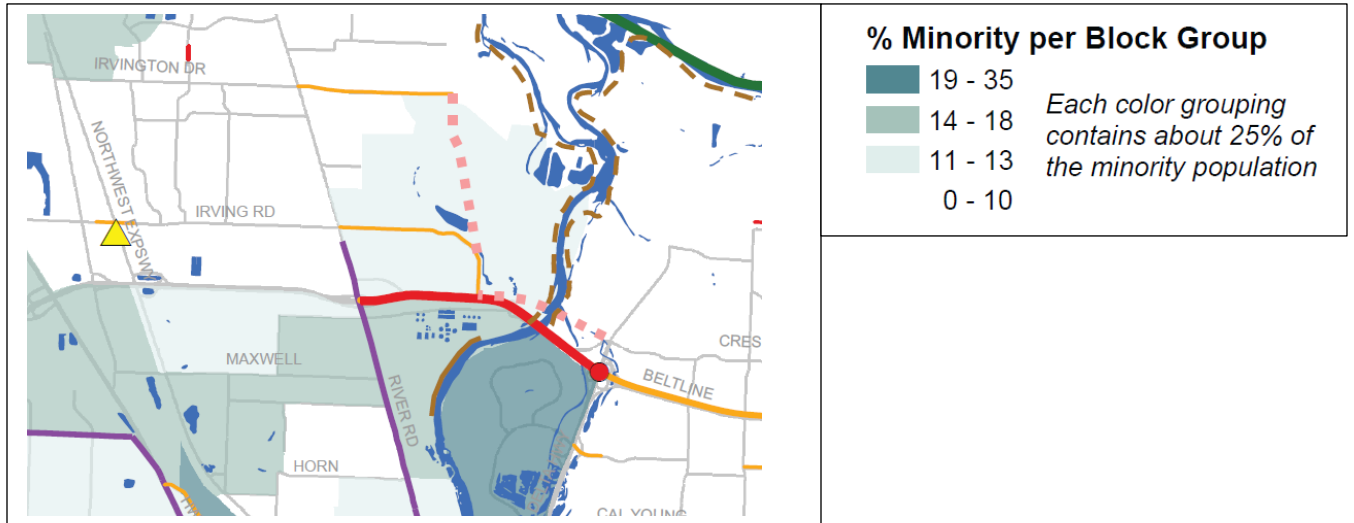 IRVINGTON DR
NORTHWEST EXPSWY
IRVING RD
MAXWELL
RIVER RD
HORN
BELTLINE
CRES
CAL YOUNG
% Minority per Block Group
19 - 35
14 - 18
11 - 13
0 - 10
Each color grouping
contains about 25% of
the minority population